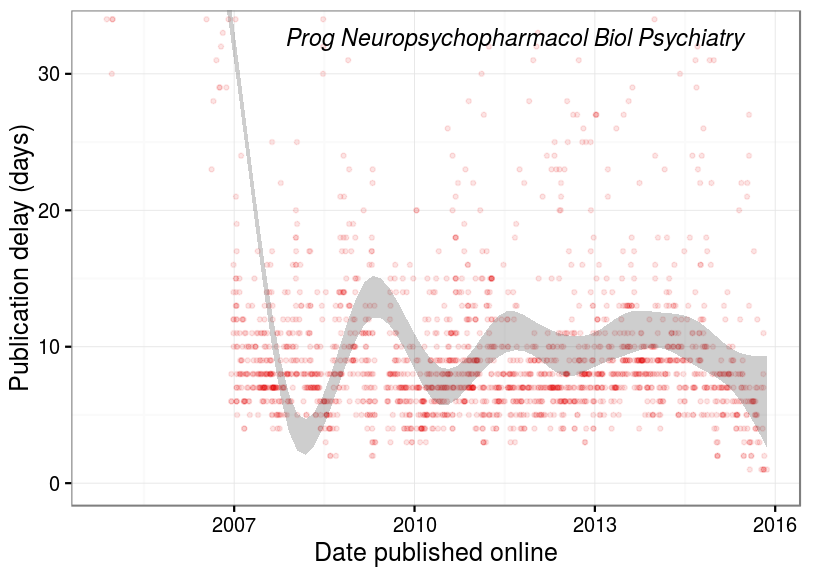 Prog Neuropsychopharmacol Biol Psychiatry
Publication delay (days)
30
20
10
0
2007 2010 2013 2016
Date published online